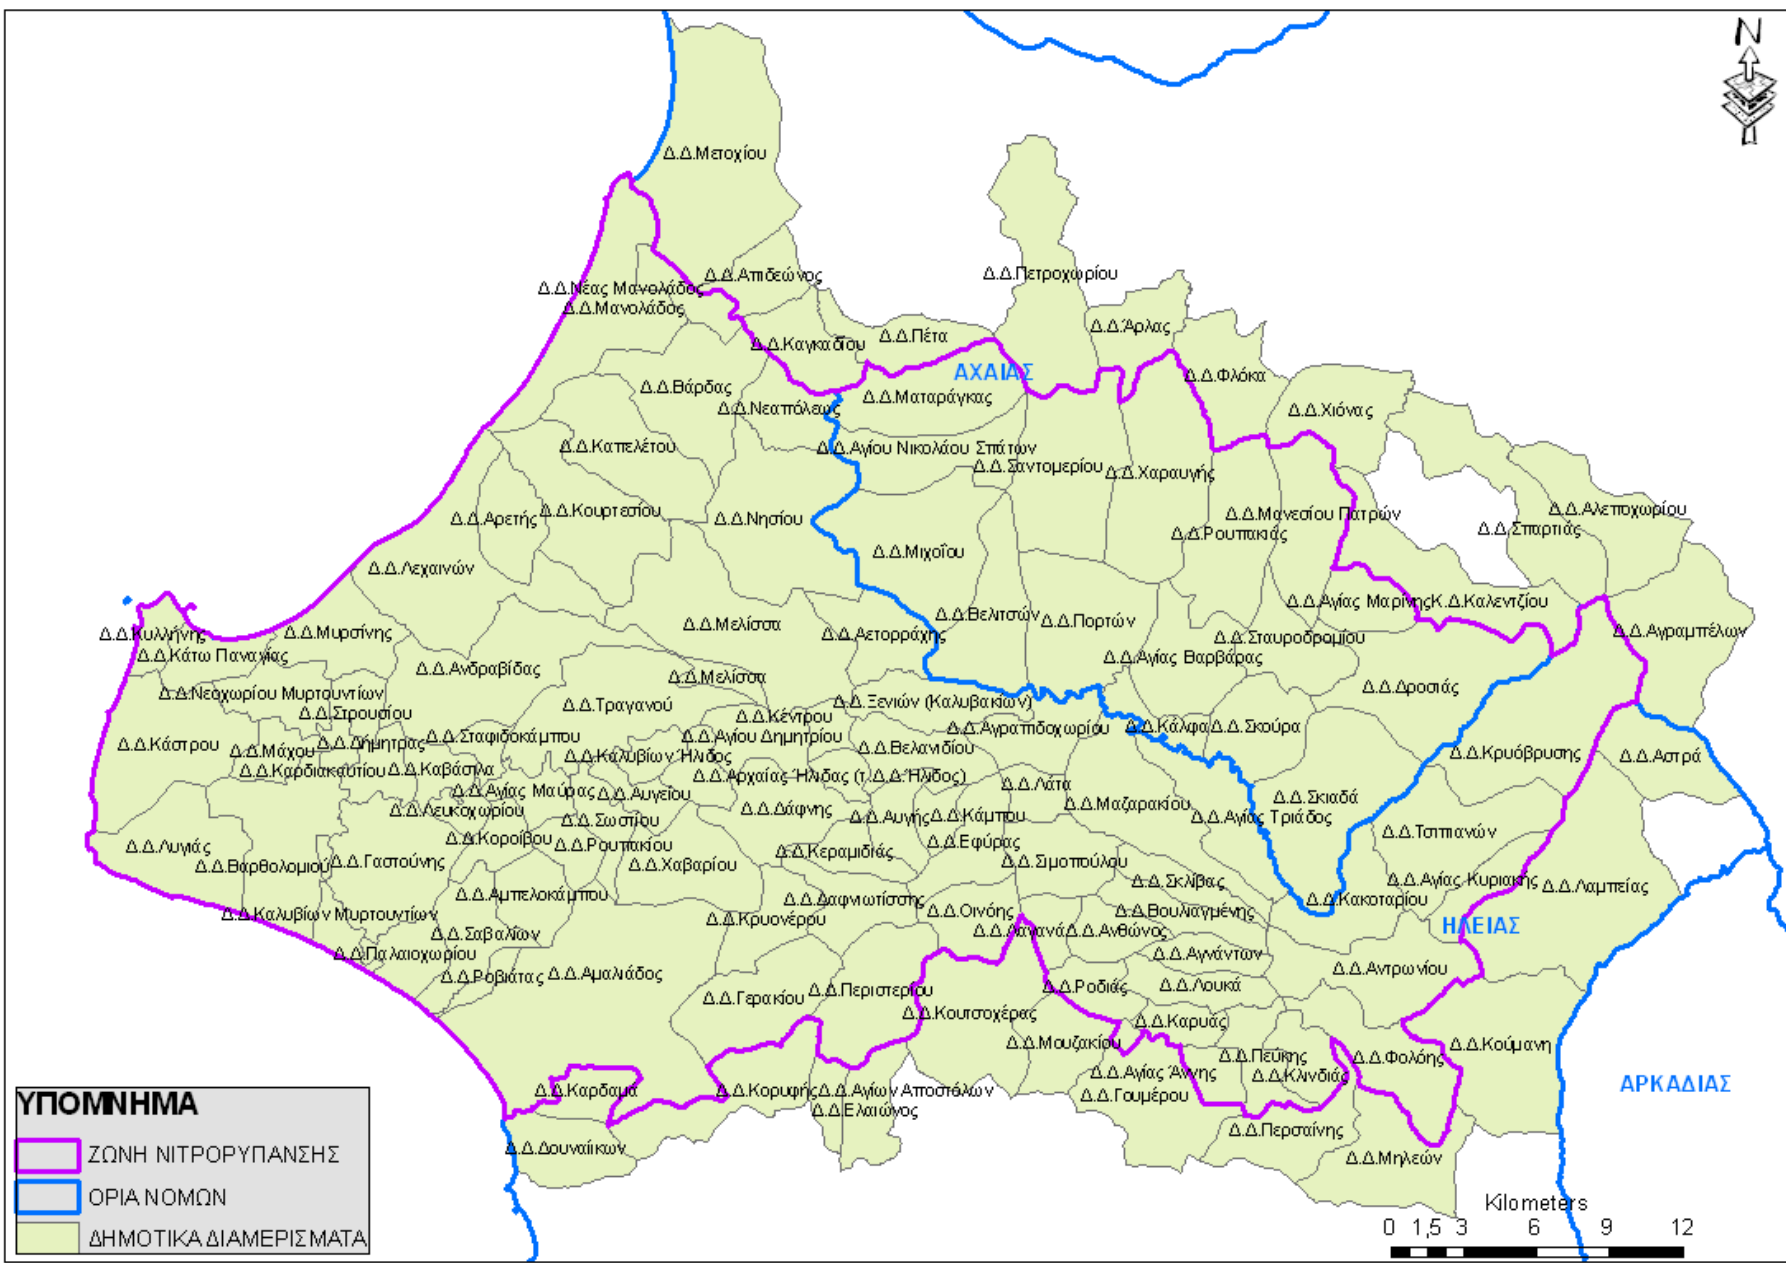 N
Δ.Δ.Μετοχίου
Δ.Δ.Απιδεώνος
Δ.Δ.Πετροχωρίου
Δ.Δ.Νέας Μανολάδος
Δ.Δ.Μανολάδος
Δ.Δ.Άρλας
Δ.Δ.Πέτα
Δ.Δ.Καγκαδίου
ΑΧΑΙΑΣ
Δ.Δ.Φλόκα
Δ.Δ.Βάρδας
Δ.Δ.Ματαράγκας
Δ.Δ.Νεαπόλεως
Δ.Δ.Χιόνας
Δ.Δ.Καπελέτου
Δ.Δ.Αγίου Νικολάου Σπάτων
Δ.Δ.Σαντομερίου
Δ.Δ.Χαραυγής
Δ.Δ.Αρετής
Δ.Δ.Κουρτεσίου
Δ.Δ.Νησίου
Δ.Δ.Μανεσίου Πατρών
Δ.Δ.Αλεποχωρίου
Δ.Δ.Σπαρτιάς
Δ.Δ.Ρουπακιάς
Δ.Δ.Μιχοΐου
Δ.Δ.Λεχαινών
Δ.Δ.Αγίας Μαρίνης
Κ.Δ.Καλεντζίου
Δ.Δ.Βελιτσών
Δ.Δ.Πορτών
Δ.Δ.Μελίσσα
Δ.Δ.Αετορράχης
Δ.Δ.Σταυροδρομίου
Δ.Δ.Αγραμπέλων
Δ.Δ.Κυλλήνης
Δ.Δ.Μυρσίνης
Δ.Δ.Κάτω Παναγίας
Δ.Δ.Αγίας Βαρβάρας
Δ.Δ.Ανδραβίδας
Δ.Δ.Μελίσσα
Δ.Δ.Δροσιάς
Δ.Δ.Νεοχωρίου Μυρτουντίων
Δ.Δ.Στρουσίου
Δ.Δ.Τραγανού
Δ.Δ.Ξενιών (Καλυβακίων)
Δ.Δ.Κέντρου
Δ.Δ.Αγραπιδοχωρίου
Δ.Δ.Κάλφα
Δ.Δ.Σκούρα
Δ.Δ.Κάστρου
Δ.Δ.Μάχου
Δ.Δ.Δήμητρας
Δ.Δ.Σταφιδοκάμπου
Δ.Δ.Αγίου Δημητρίου
Δ.Δ.Βελανιδίου
Δ.Δ.Κρυόβρυσης
Δ.Δ.Αστρά
Δ.Δ.Καλυβίων Ήλιδος
Δ.Δ.Καρδιακαυτίου
Δ.Δ.Καβάσιλα
Δ.Δ.Αρχαίας Ήλιδας (τ.Δ.Δ.Ήλιδος)
Δ.Δ.Λάτα
Δ.Δ.Αγίας Μαύρας
Δ.Δ.Αυγείου
Δ.Δ.Μαζαρακίου
Δ.Δ.Σκιαδά
Δ.Δ.Λευκοχωρίου
Δ.Δ.Δάφνης
Δ.Δ.Αυγής
Δ.Δ.Κάμπου
Δ.Δ.Αγίας Τριάδος
Δ.Δ.Σωστίου
Δ.Δ.Τσιπιανών
Δ.Δ.Κοροίβου
Δ.Δ.Ρουπακίου
Δ.Δ.Εφύρας
Δ.Δ.Λυγιάς
Δ.Δ.Βαρθολομιού
Δ.Δ.Γαστούνης
Δ.Δ.Χαβαρίου
Δ.Δ.Κεραμιδιάς
Δ.Δ.Σιμοπούλου
Δ.Δ.Σκλίβας
Δ.Δ.Αγίας Κυριακής
Δ.Δ.Λαμπείας
Δ.Δ.Αμπελοκάμπου
Δ.Δ.Δαφνιωτίσσης
Δ.Δ.Κακοταρίου
Δ.Δ.Καλυβίων Μυρτουντίων
Δ.Δ.Κρυονέρου
Δ.Δ.Οινόης
Δ.Δ.Βουλιαγμένης
ΗΛΕΙΑΣ
Δ.Δ.Σαβαλίων
Δ.Δ.Λαγανά
Δ.Δ.Ανθώνος
Δ.Δ.Παλαιοχωρίου
Δ.Δ.Αγνάντων
Δ.Δ.Ροβιάτας
Δ.Δ.Αμαλιάδος
Δ.Δ.Αντρωνίου
Δ.Δ.Γερακίου
Δ.Δ.Περιστερίου
Δ.Δ.Ροδιάς
Δ.Δ.Λουκά
Δ.Δ.Κουτσοχέρας
Δ.Δ.Καρυάς
Δ.Δ.Μουζακίου
Δ.Δ.Πεύκης
Δ.Δ.Φολόης
Δ.Δ.Κούμανη
Δ.Δ.Αγίας Άννης
Δ.Δ.Κλινδιάς
Δ.Δ.Καρδαμά
Δ.Δ.Κορυφής
Δ.Δ.Αγίων Αποστόλων
Δ.Δ.Γουμέρου
ΑΡΚΑΔΙΑΣ
Δ.Δ.Ελαιώνος
Δ.Δ.Περσαίνης
Δ.Δ.Δουναίικων
Δ.Δ.Μηλεών
ΥΠΟΜΝΗΜΑ
ΖΩΝΗ ΝΙΤΡΟΡΥΠΑΝΣΗΣ
ΟΡΙΑ ΝΟΜΩΝ
ΔΗΜΟΤΙΚΑ ΔΙΑΜΕΡΙΣΜΑΤΑ
Kilometers
0 1,5 3 6 9 12